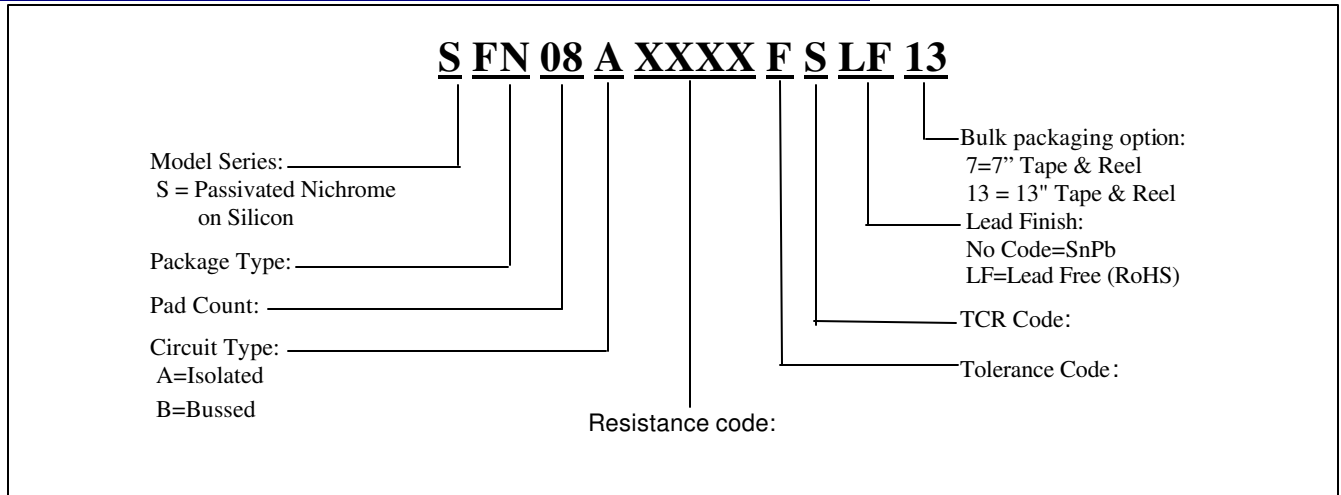 S FN 08 A XXXX F S LF 13
Model Series:
S = Passivated Nichrome
on Silicon
Package Type:
Pad Count:
Circuit Type:
A=Isolated
B=Bussed
Resistance code:
Bulk packaging option:
7=7” Tape & Reel
13 = 13" Tape & Reel
Lead Finish:
No Code=SnPb
LF=Lead Free (RoHS)
TCR Code:
Tolerance Code: